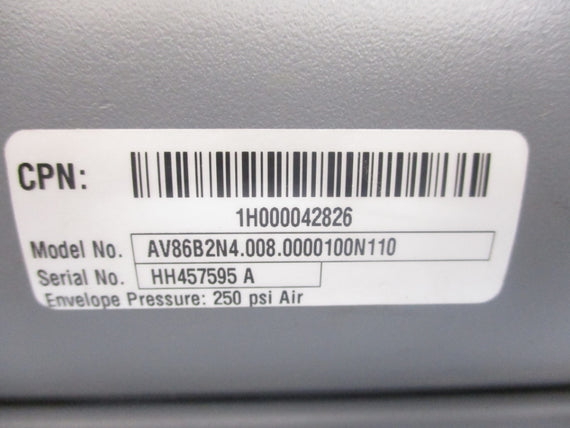 CPN:
1H000042826
Model No. AV86B2N4.008.0000100N110
Serial No. HH457595 A
Envelope Pressure: 250 psi Air